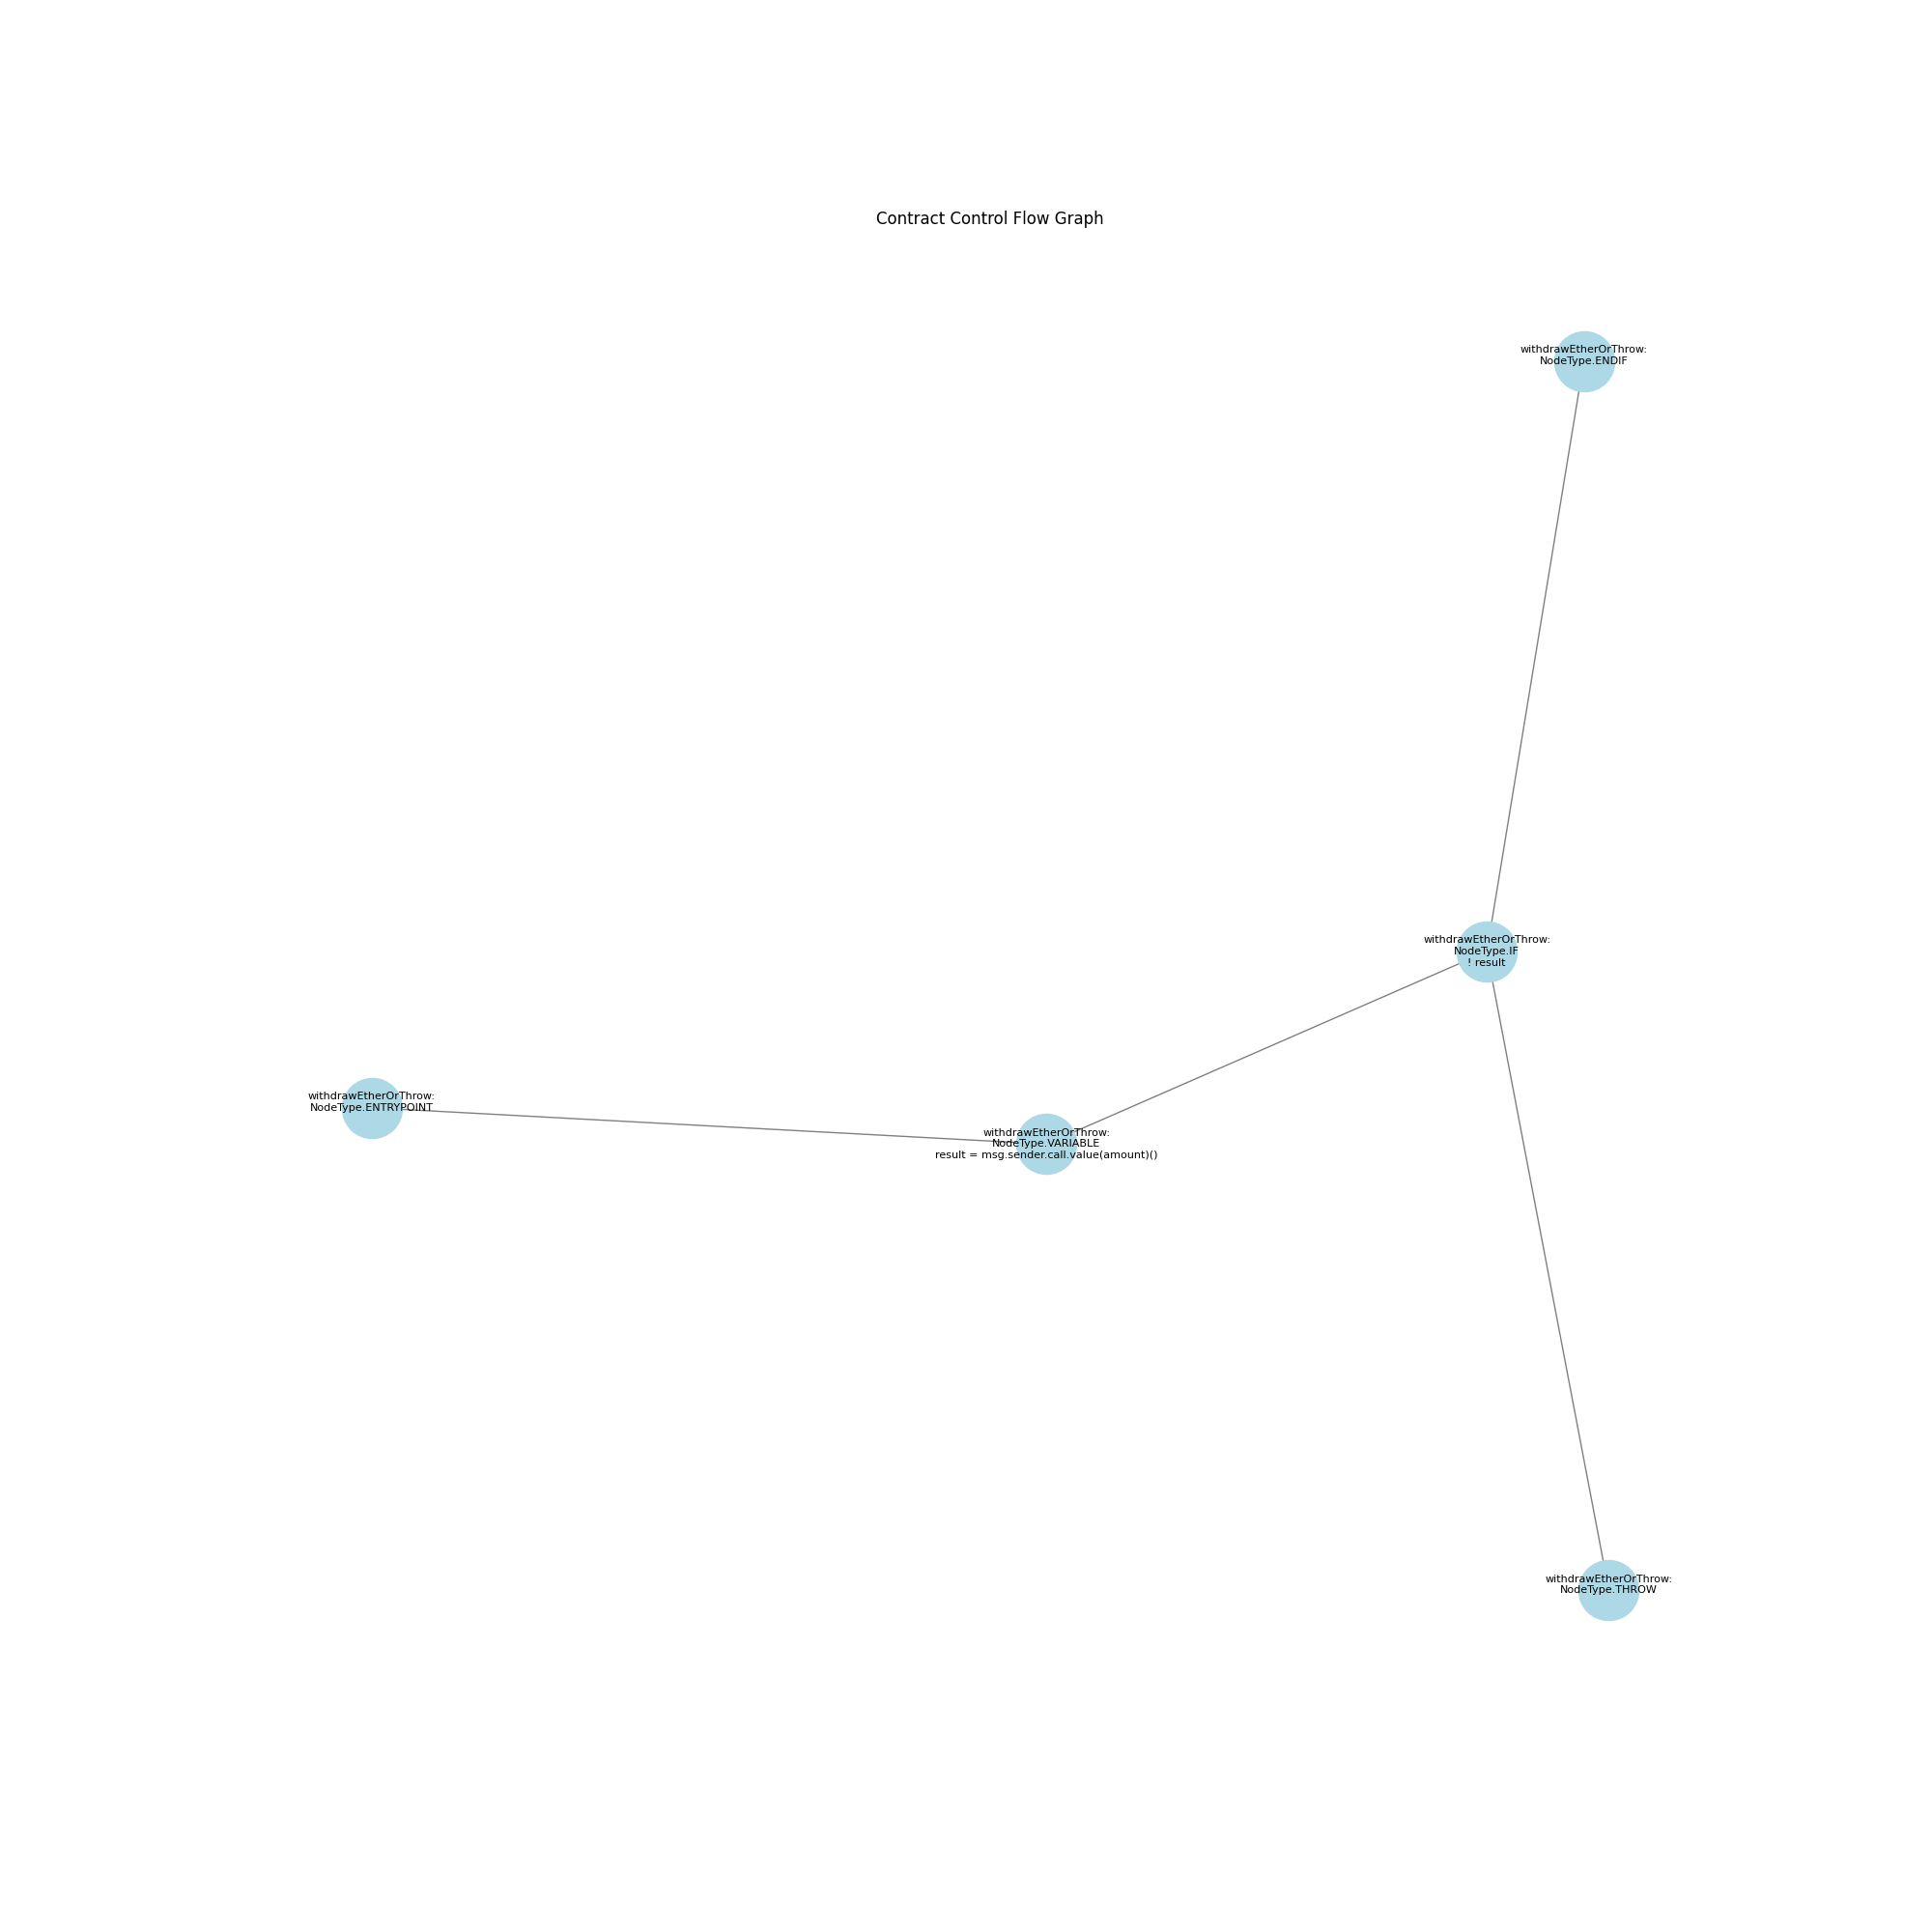 Contract Control Flow Graph
withdrawEtherOrThrow:
NodeType.ENDIF
withdrawEtherOrThrow:
NodeType.IF
! result
withdrawEtherOrThrow:
NodeType.ENTRYPOINT
withdrawEtherOrThrow:
NodeType.VARIABLE
result = msg.sender.call.value(amount)()
withdrawEtherOrThrow:
NodeType.THROW